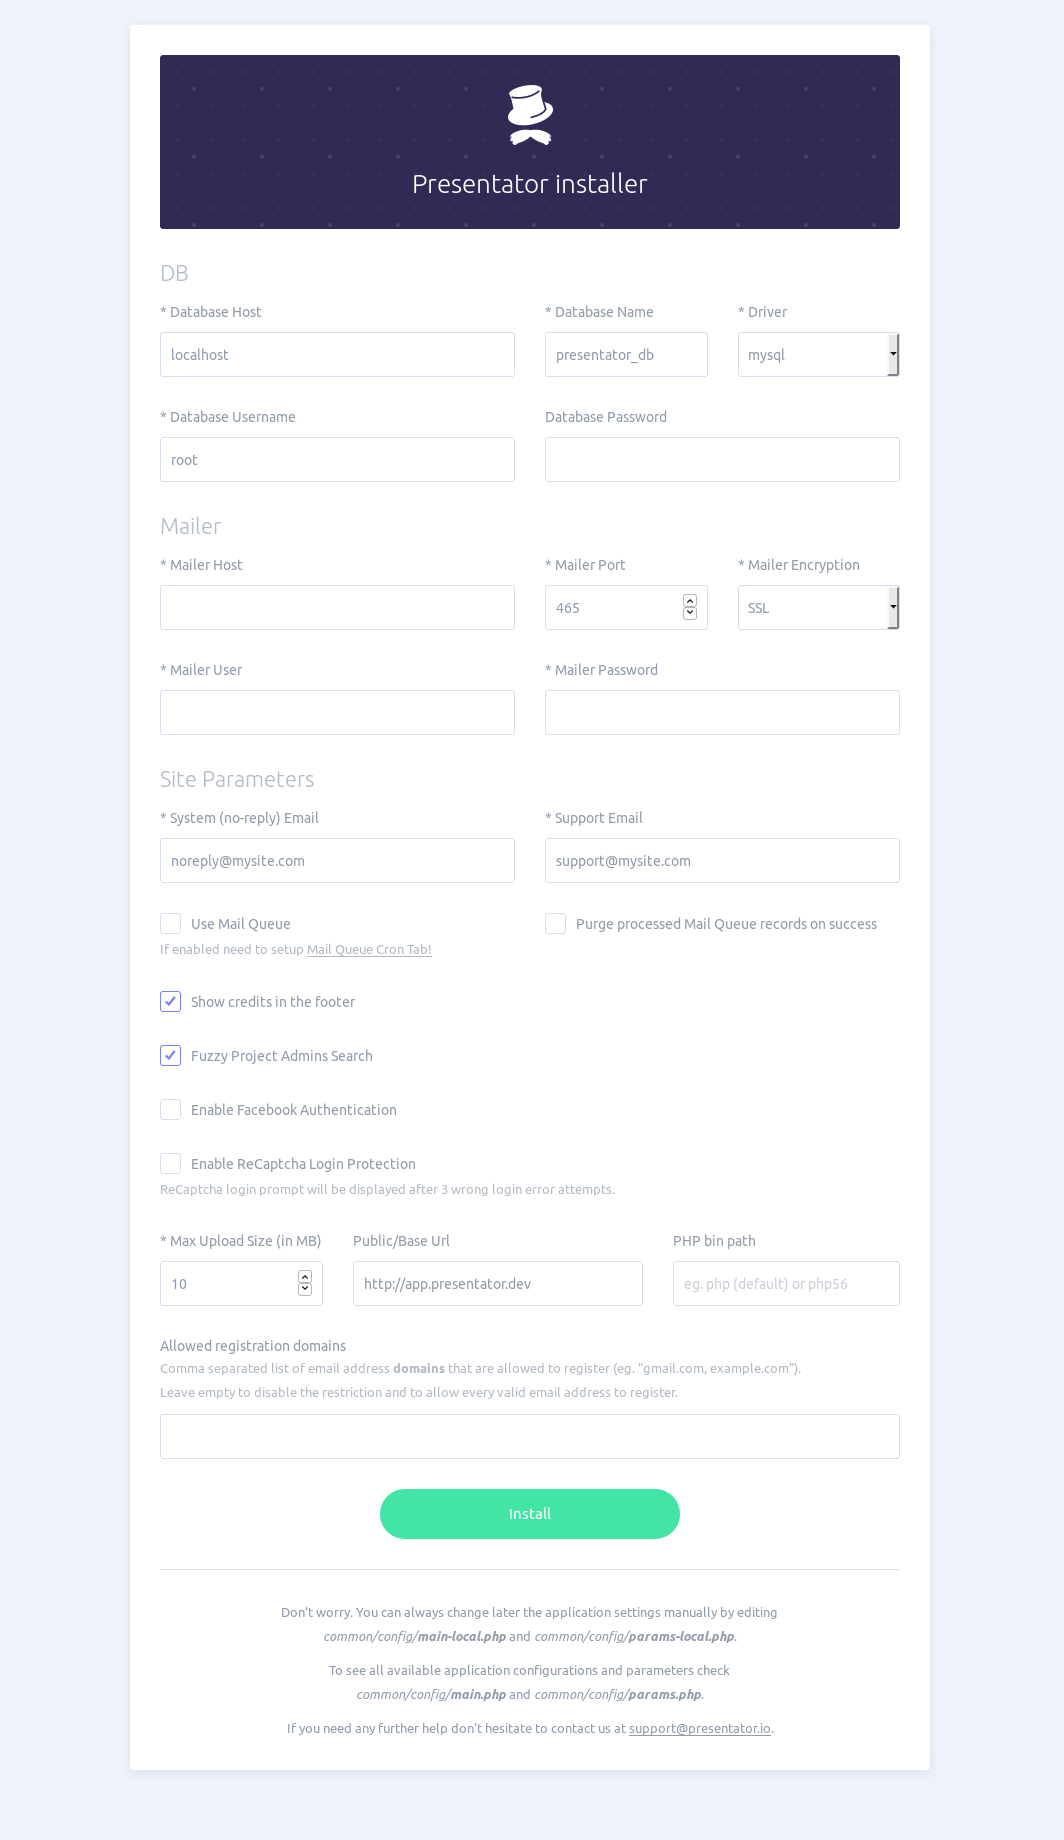 Presentator installer
DB
* Database Host
* Database Name
* Driver
localhost
presentator_db
mysql
* Database Username
Database Password
root
Mailer
* Mailer Host
* Mailer Port
* Mailer Encryption
465
SSL
* Mailer User
* Mailer Password
Site Parameters
* System (no-reply) Email
* Support Email
noreply@mysite.com
support@mysite.com
Use Mail Queue
Purge processed Mail Queue records on success
If enabled need to setup Mail Queue Cron Tab!
Show credits in the footer
Fuzzy Project Admins Search
Enable Facebook Authentication
Enable ReCaptcha Login Protection
ReCaptcha login prompt will be displayed after 3 wrong login error attempts.
* Max Upload Size (in MB)
Public/Base Url
PHP bin path
10
http://app.presentator.dev
eg. php (default) or php56
Allowed registration domains
Comma separated list of email address domains that are allowed to register (eg. "gmail.com, example.com").
Leave empty to disable the restriction and to allow every valid email address to register.
Install
Don't worry. You can always change later the application settings manually by editing
common/config/main-local.php and common/config/params-local.php.
To see all available application configurations and parameters check
common/config/main.php and common/config/params.php.
If you need any further help don't hesitate to contact us at support@presentator.io.